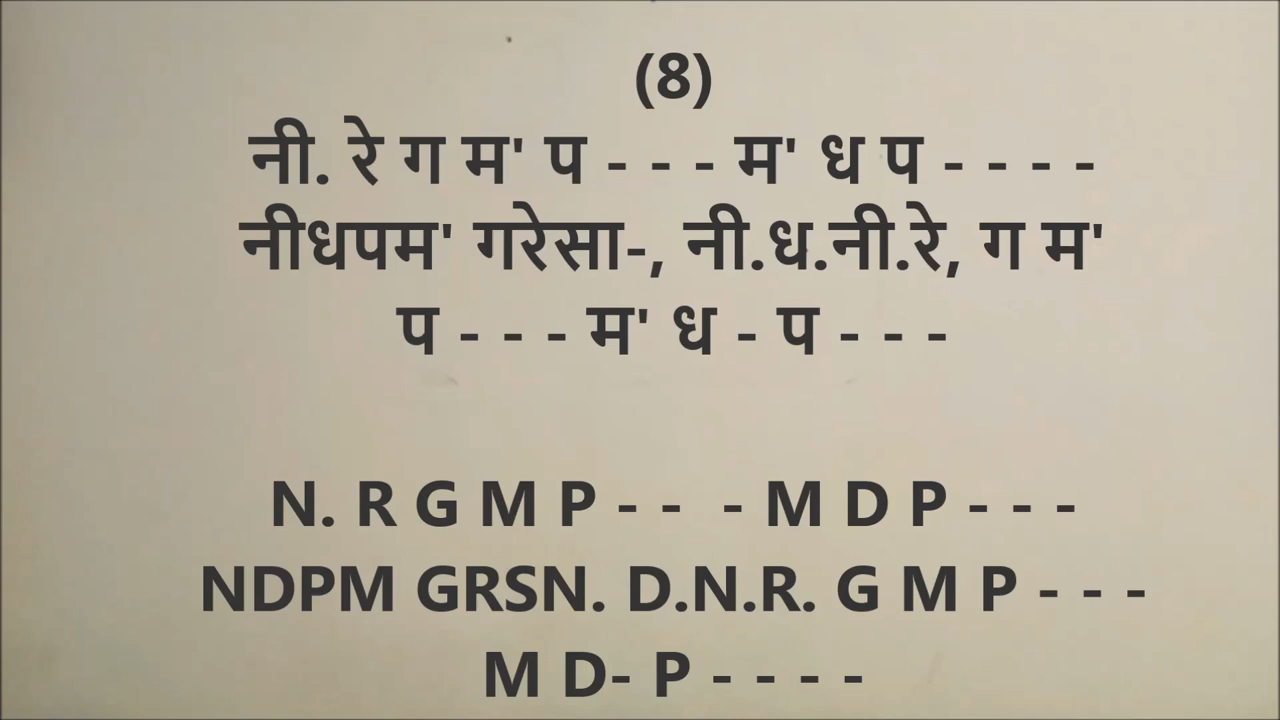 (8)
नी. रे ग म' प - - - म' ध प - - - -
नीधपम' गरेसा-, नी.ध.नी.रे, ग म'
प - - - म' ध - प - - -
N. R G M P - -  - M D P - - -
NDPM GRSN. D.N.R. G M P - - -
M D- P - - - -